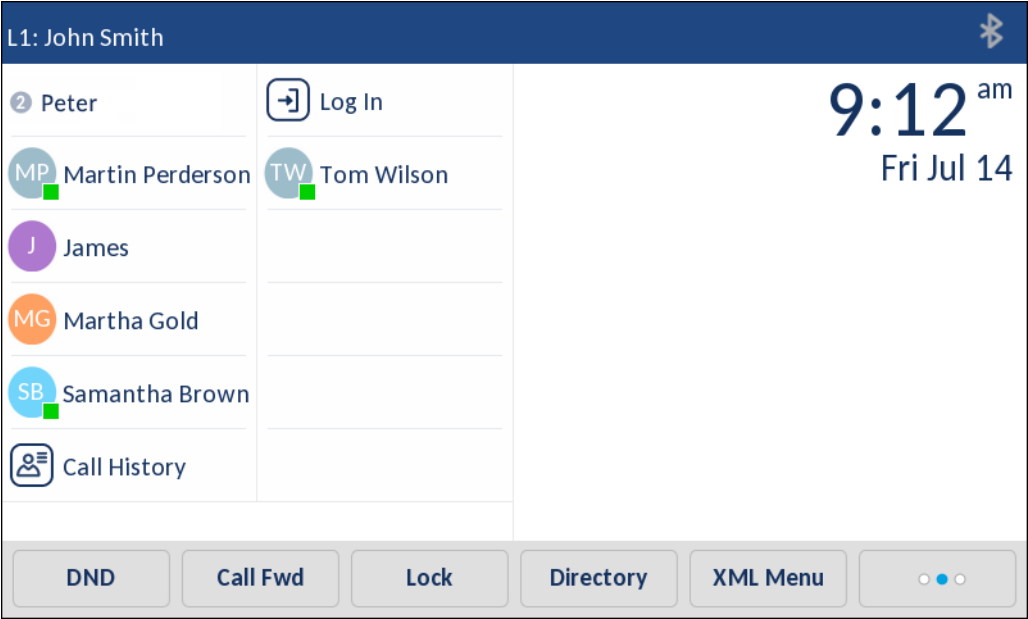 L1: John Smith
2 Peter
MP Martin Perderson
J James
MG Martha Gold
SB Samantha Brown
Call History
Log In
TW Tom Wilson
9:12 am
Fri Jul 14
DND Call Fwd Lock Directory XML Menu